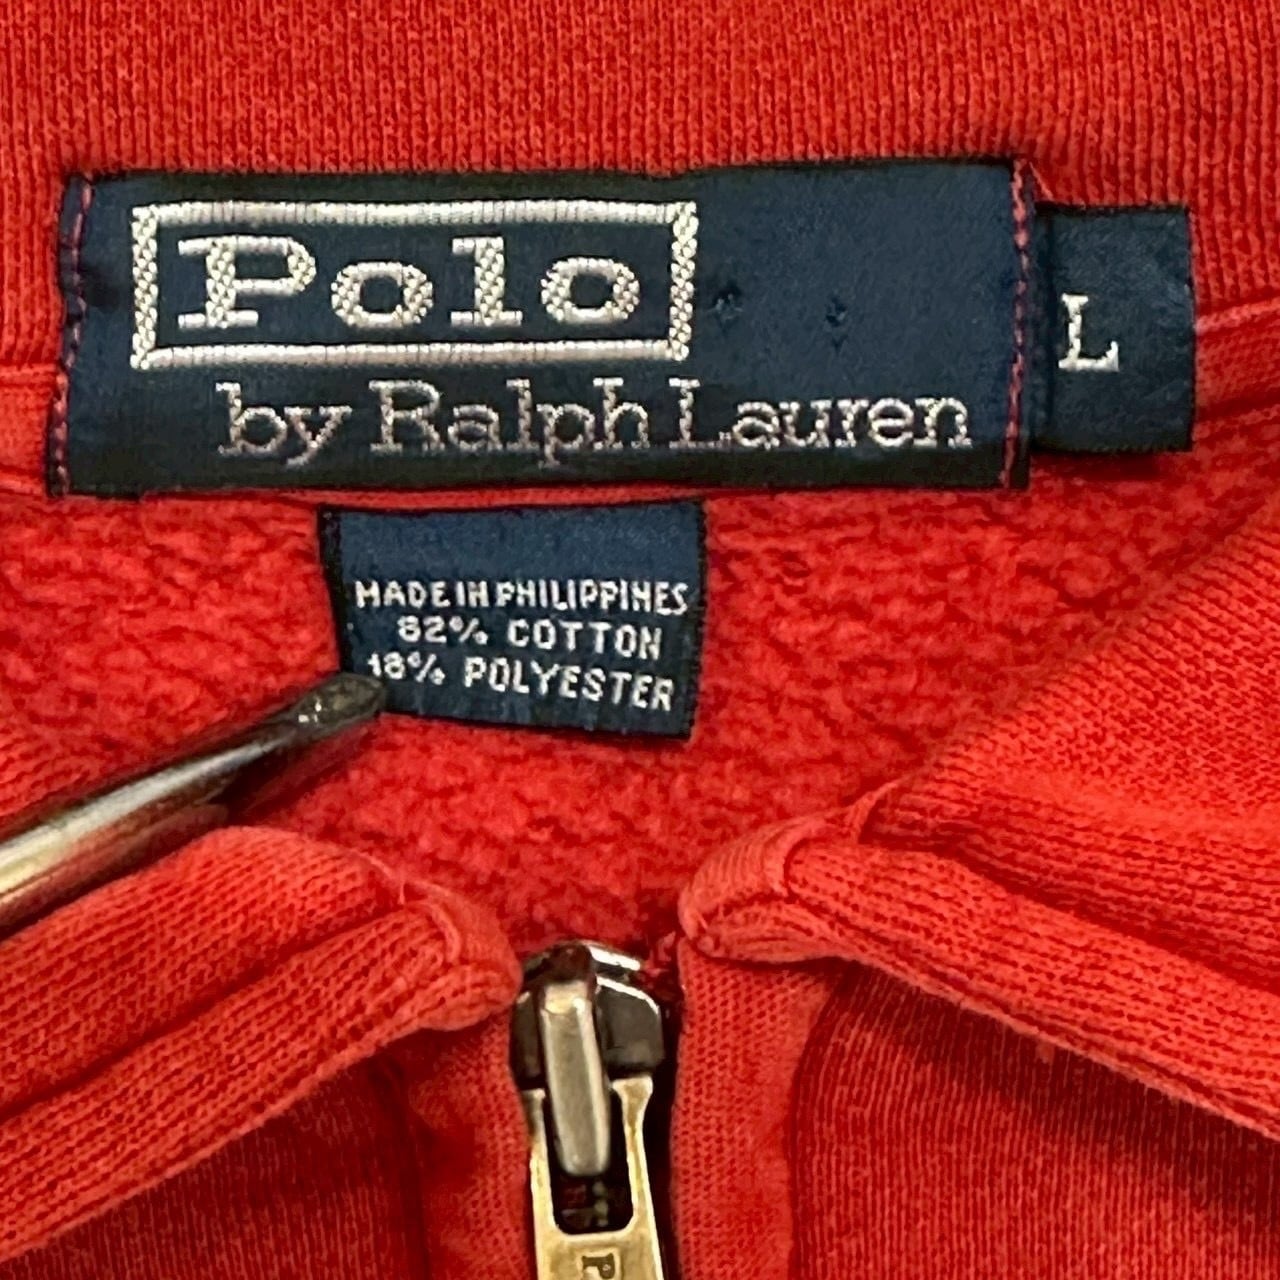 Polo
by Ralph Lauren
L
MADE IN PHILIPPINES
82% COTTON
18% POLYESTER
P